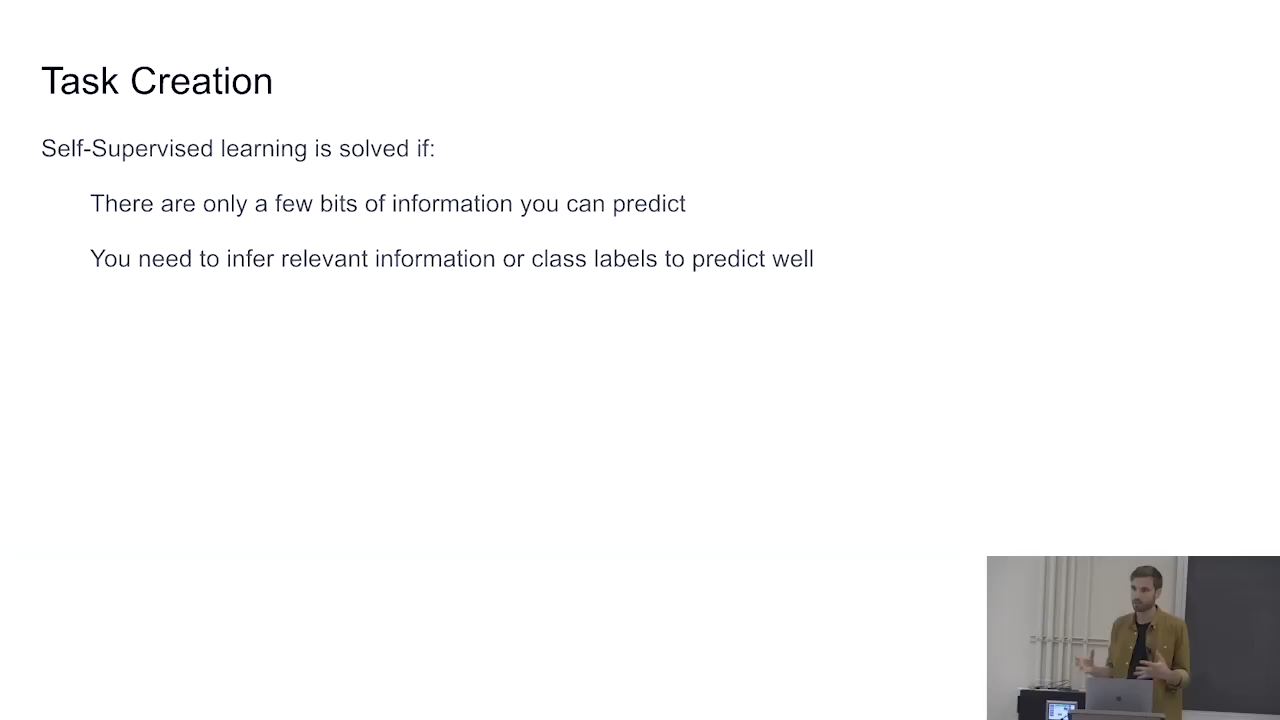 Task Creation
Self-Supervised learning is solved if:
There are only a few bits of information you can predict
You need to infer relevant information or class labels to predict well